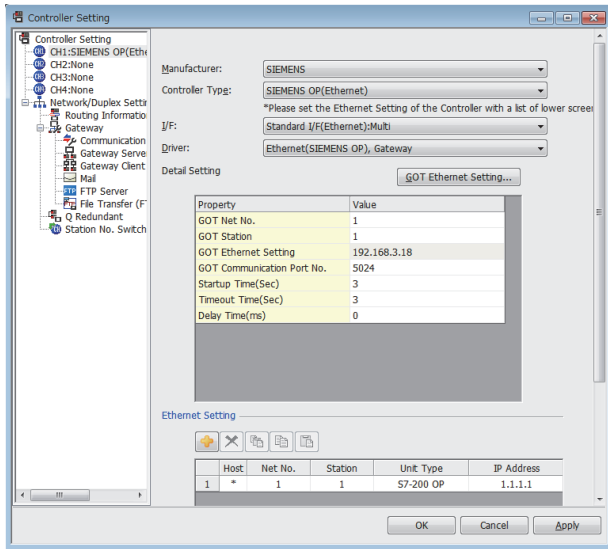 Controller Setting
Controller Setting
CH1:SIEMENS OP(Ethe
CH2:None
CH3:None
CH4:None
Network/Duplex Settin
Routing Informatio
Gateway
Communication
Gateway Serve
Gateway Client
Mail
FTP Server
File Transfer (F
Q Redundant
Station No. Switch
Manufacturer: SIEMENS
Controller Type: SIEMENS OP(Ethernet)
*Please set the Ethernet Setting of the Controller with a list of lower screen
I/F: Standard I/F(Ethernet):Multi
Driver: Ethernet(SIEMENS OP), Gateway
Detail Setting
GOT Ethernet Setting...
Property Value
GOT Net No. 1
GOT Station 1
GOT Ethernet Setting 192.168.3.18
GOT Communication Port No. 5024
Startup Time(Sec) 3
Timeout Time(Sec) 3
Delay Time(ms) 0
Ethernet Setting
Host Net No. Station Unit Type IP Address
1 * 1 1 S7-200 OP 1.1.1.1
OK Cancel Apply